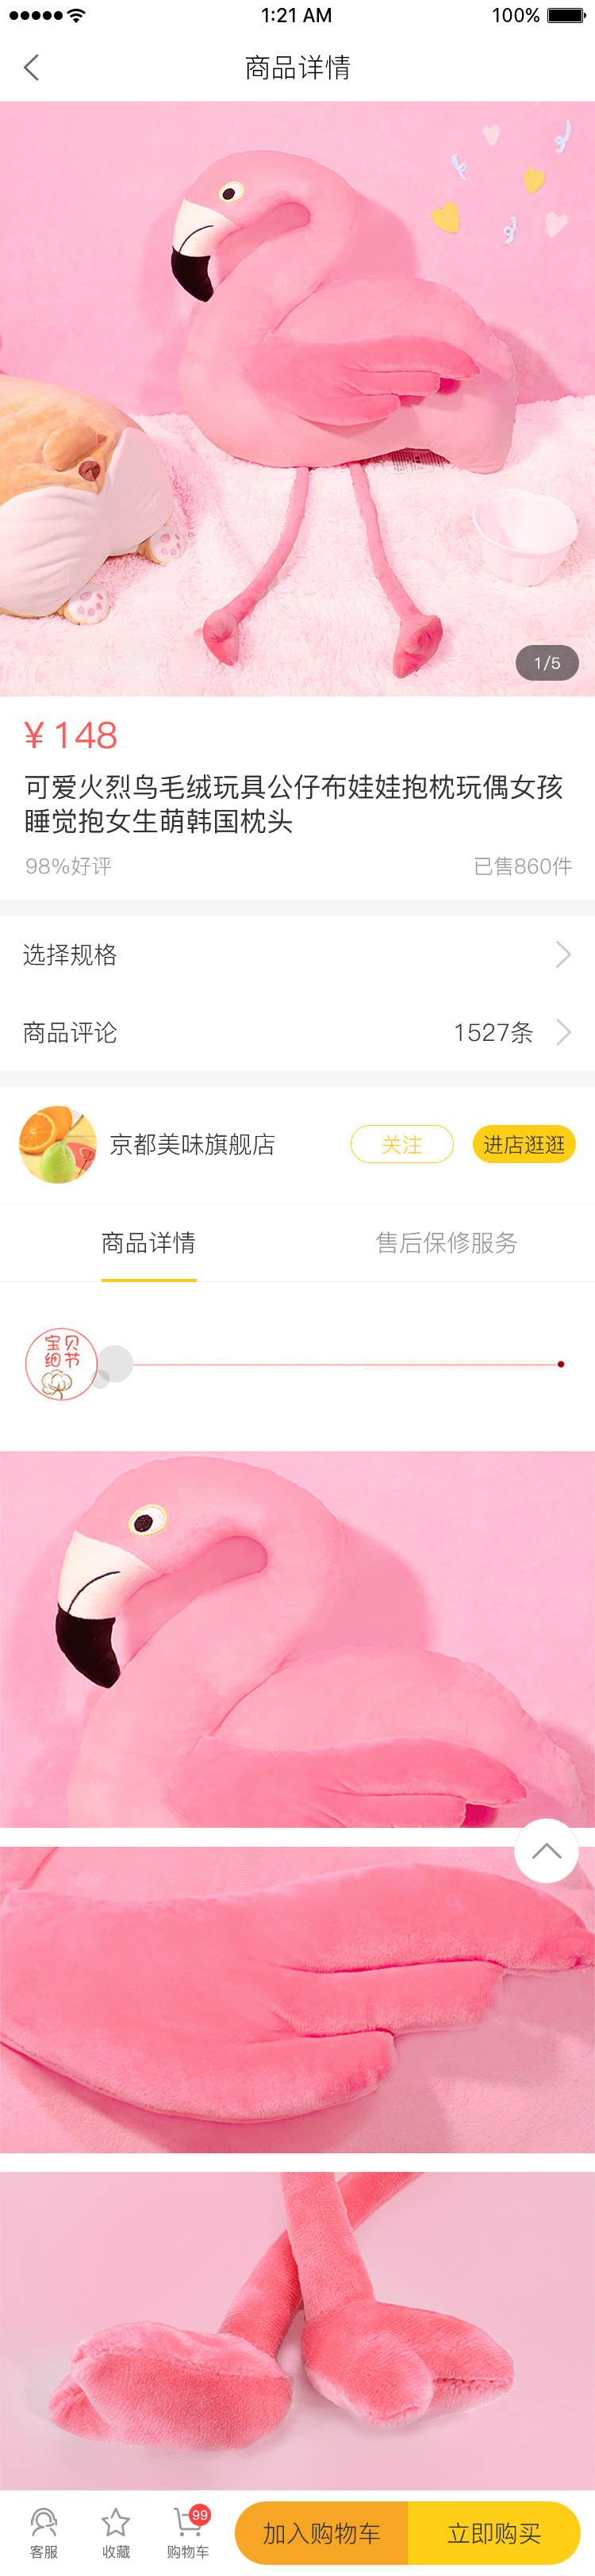 1:21 AM
100%
商品详情
1/5
¥ 148
可爱火烈鸟毛绒玩具公仔布娃娃抱枕玩偶女孩
睡觉抱女生萌韩国枕头
98%好评
已售860件
选择规格
商品评论
1527条
京都美味旗舰店
关注
进店逛逛
商品详情
售后保修服务
宝贝
细节
99
客服
收藏
购物车
加入购物车
立即购买